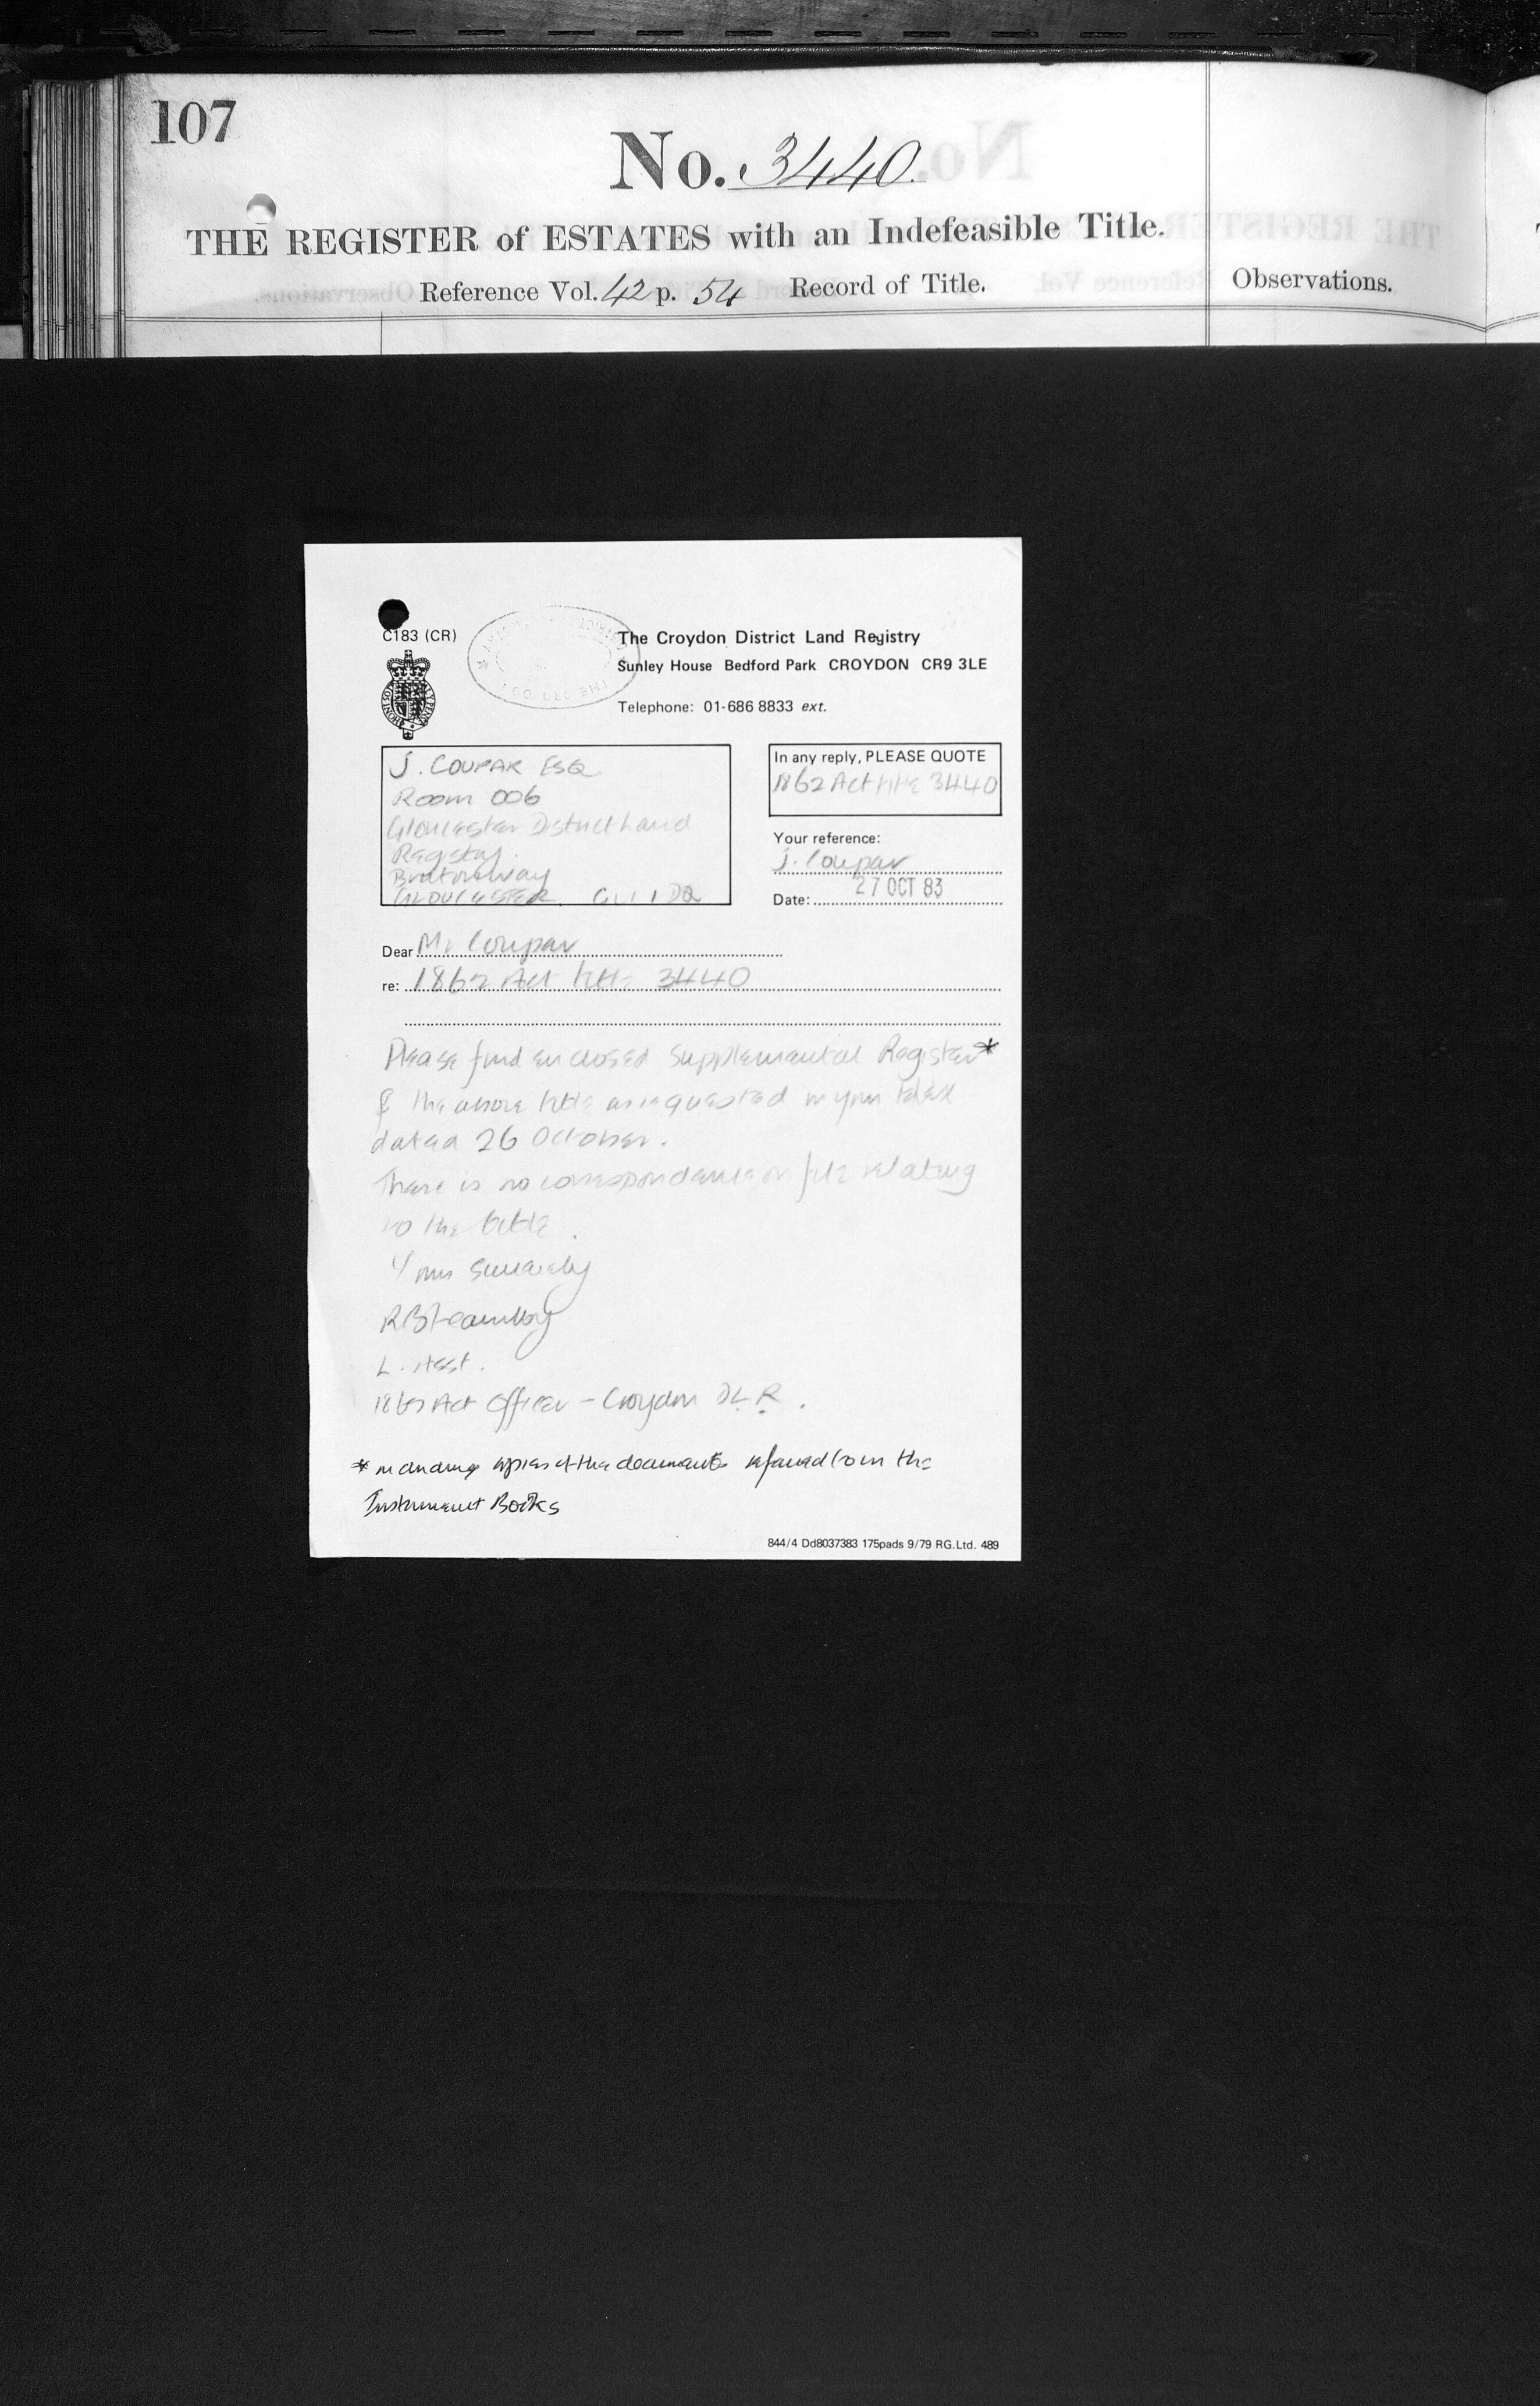 107
No. 3440.
THE REGISTER of ESTATES with an Indefeasible Title.
Reference Vol. 42 p. 54 Record of Title.
Observations.
C183 (CR)
The Croydon District Land Registry
Sunley House Bedford Park CROYDON CR9 3LE
Telephone: 01-686 8833 ext.
J. COUPAR ESQ
Room 006
Gloucester District Land
Registry.
Brutonway
GLOUCESTER GL1 1DQ
In any reply, PLEASE QUOTE
1862 Act title 3440
Your reference:
J. Coupar
Date: 27 OCT 83
Dear Mr Coupar
re: 1862 Act title 3440
Please find enclosed Supplemental Register*
& the above title as requested in your telex
dated 26 October.
There is no correspondence on file relating
to the title.
Yours sincerely
L. Asst.
1862 Act Officer - Croydon D.L.R.
* including copies of the documents referred to in the
Instrument Books
844/4 Dd8037383 175pads 9/79 RG.Ltd. 489